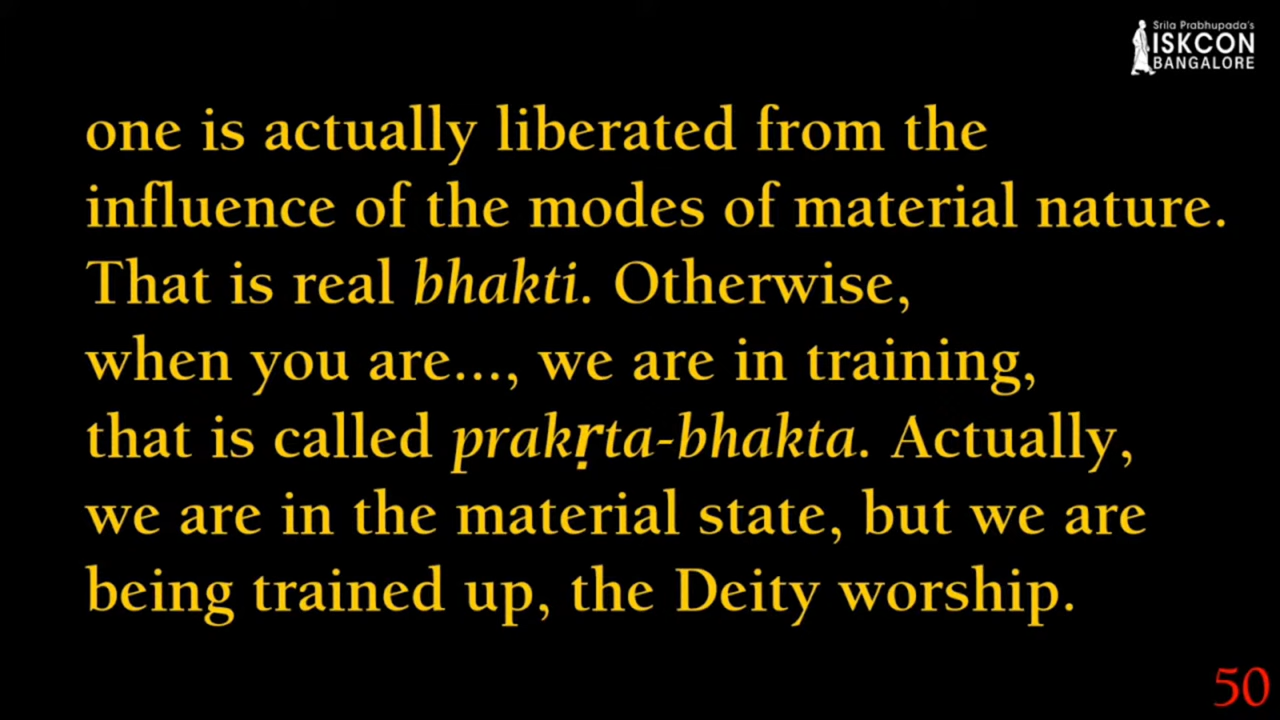 Srila Prabhupada's
ISKCON
BANGALORE
one is actually liberated from the
influence of the modes of material nature.
That is real bhakti. Otherwise,
when you are..., we are in training,
that is called prakṛta-bhakta. Actually,
we are in the material state, but we are
being trained up, the Deity worship.
50